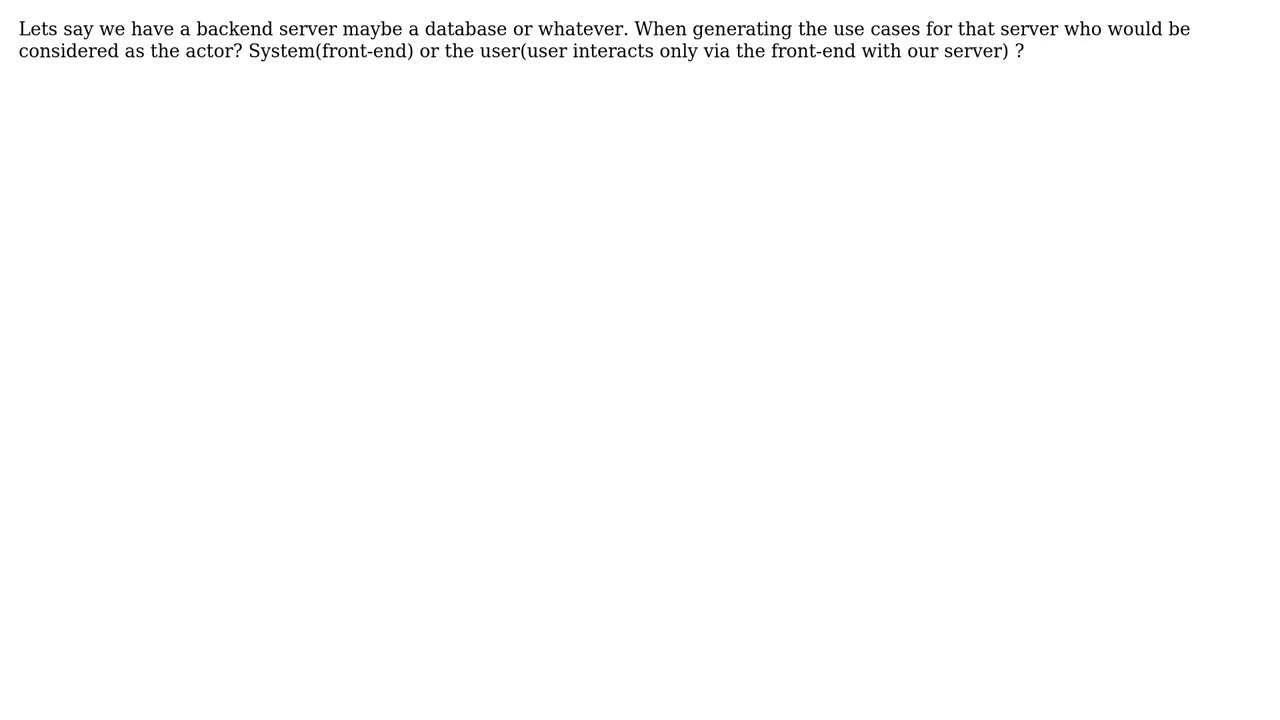 Lets say we have a backend server maybe a database or whatever. When generating the use cases for that server who would be
considered as the actor? System(front-end) or the user(user interacts only via the front-end with our server) ?